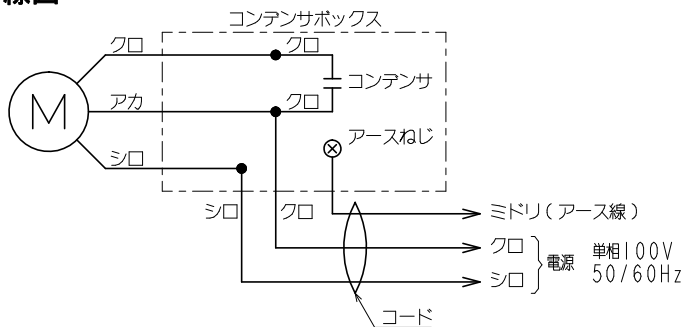 コンデンサボックス
クロ
クロ
コンデンサ
アカ
クロ
M
アースねじ
シロ
シロ
クロ
ミドリ(アース線)
クロ
シロ
電源
単相100V
50/60Hz
コード